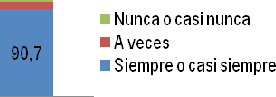 Nunca o casi nunca
A veces
90,7
Siempre o casi siempre